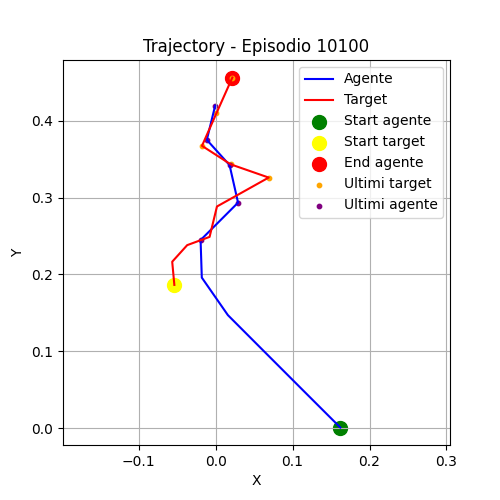 Trajectory - Episodio 10100
Agente
Target
Start agente
Start target
End agente
Ultimi target
Ultimi agente
Y
0.4
0.3
0.2
0.1
0.0
−0.1
0.0
0.1
0.2
0.3
X